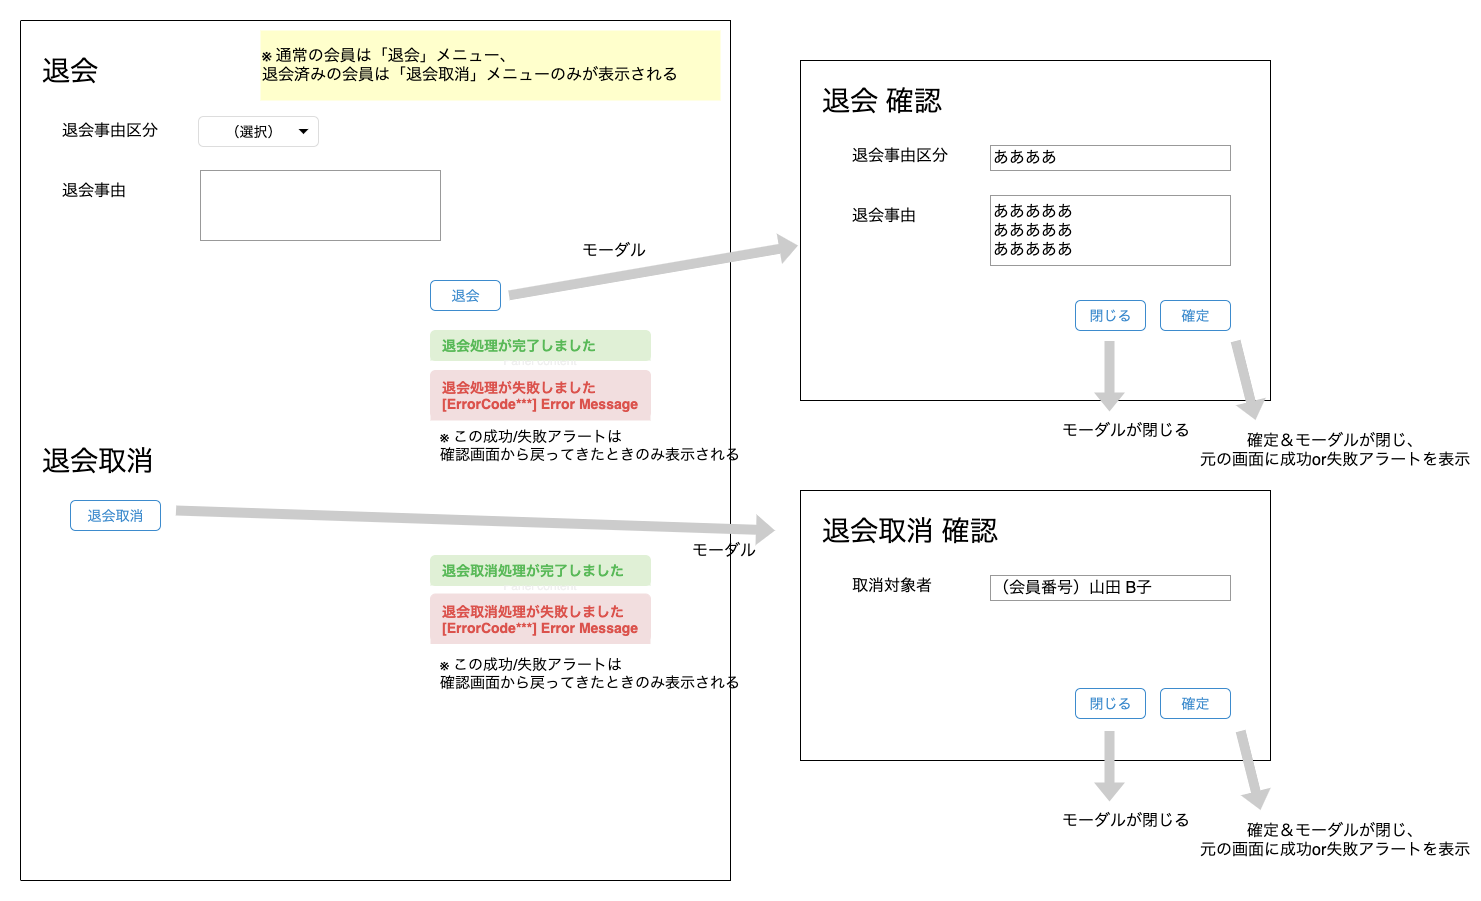 退会
※ 通常の会員は「退会」メニュー、
退会済みの会員は「退会取消」メニューのみが表示される
退会事由区分
（選択）
退会事由
モーダル
退会
退会処理が完了しました
Panel content
退会処理が失敗しました
[ErrorCode***] Error Message
※ この成功/失敗アラートは
確認画面から戻ってきたときのみ表示される
退会取消
退会取消
モーダル
退会取消処理が完了しました
Panel content
退会取消処理が失敗しました
[ErrorCode***] Error Message
※ この成功/失敗アラートは
確認画面から戻ってきたときのみ表示される
退会 確認
退会事由区分
ああああ
退会事由
あああああ
あああああ
あああああ
閉じる
確定
モーダルが閉じる
確定＆モーダルが閉じ、
元の画面に成功or失敗アラートを表示
退会取消 確認
取消対象者
（会員番号）山田 B子
閉じる
確定
モーダルが閉じる
確定＆モーダルが閉じ、
元の画面に成功or失敗アラートを表示